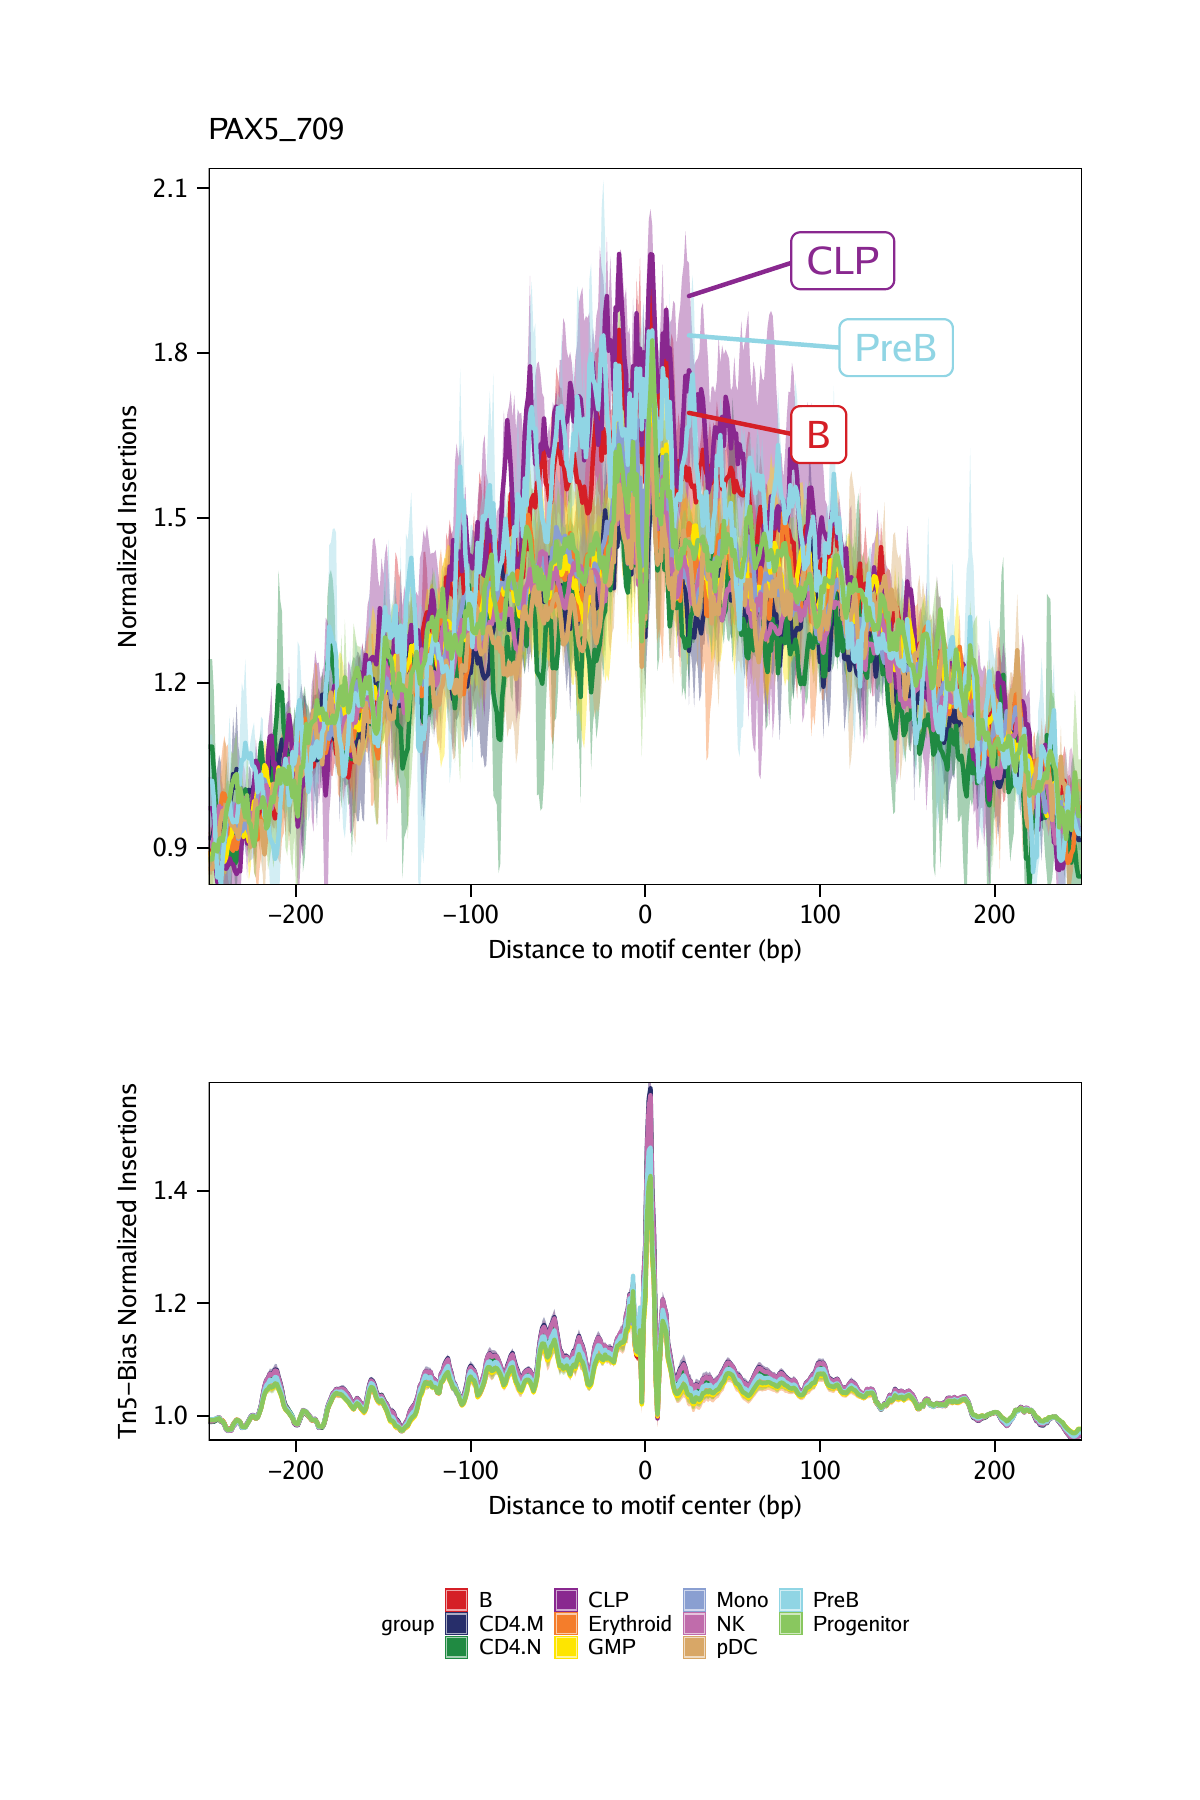 PAX5_709
2.1
1.8
1.5
1.2
0.9
Normalized Insertions
CLP
PreB
B
−200 −100 0 100 200
Distance to motif center (bp)
1.4
1.2
1.0
Tn5−Bias Normalized Insertions
−200 −100 0 100 200
Distance to motif center (bp)
group
B CLP Mono PreB
CD4.M Erythroid NK Progenitor
CD4.N GMP pDC